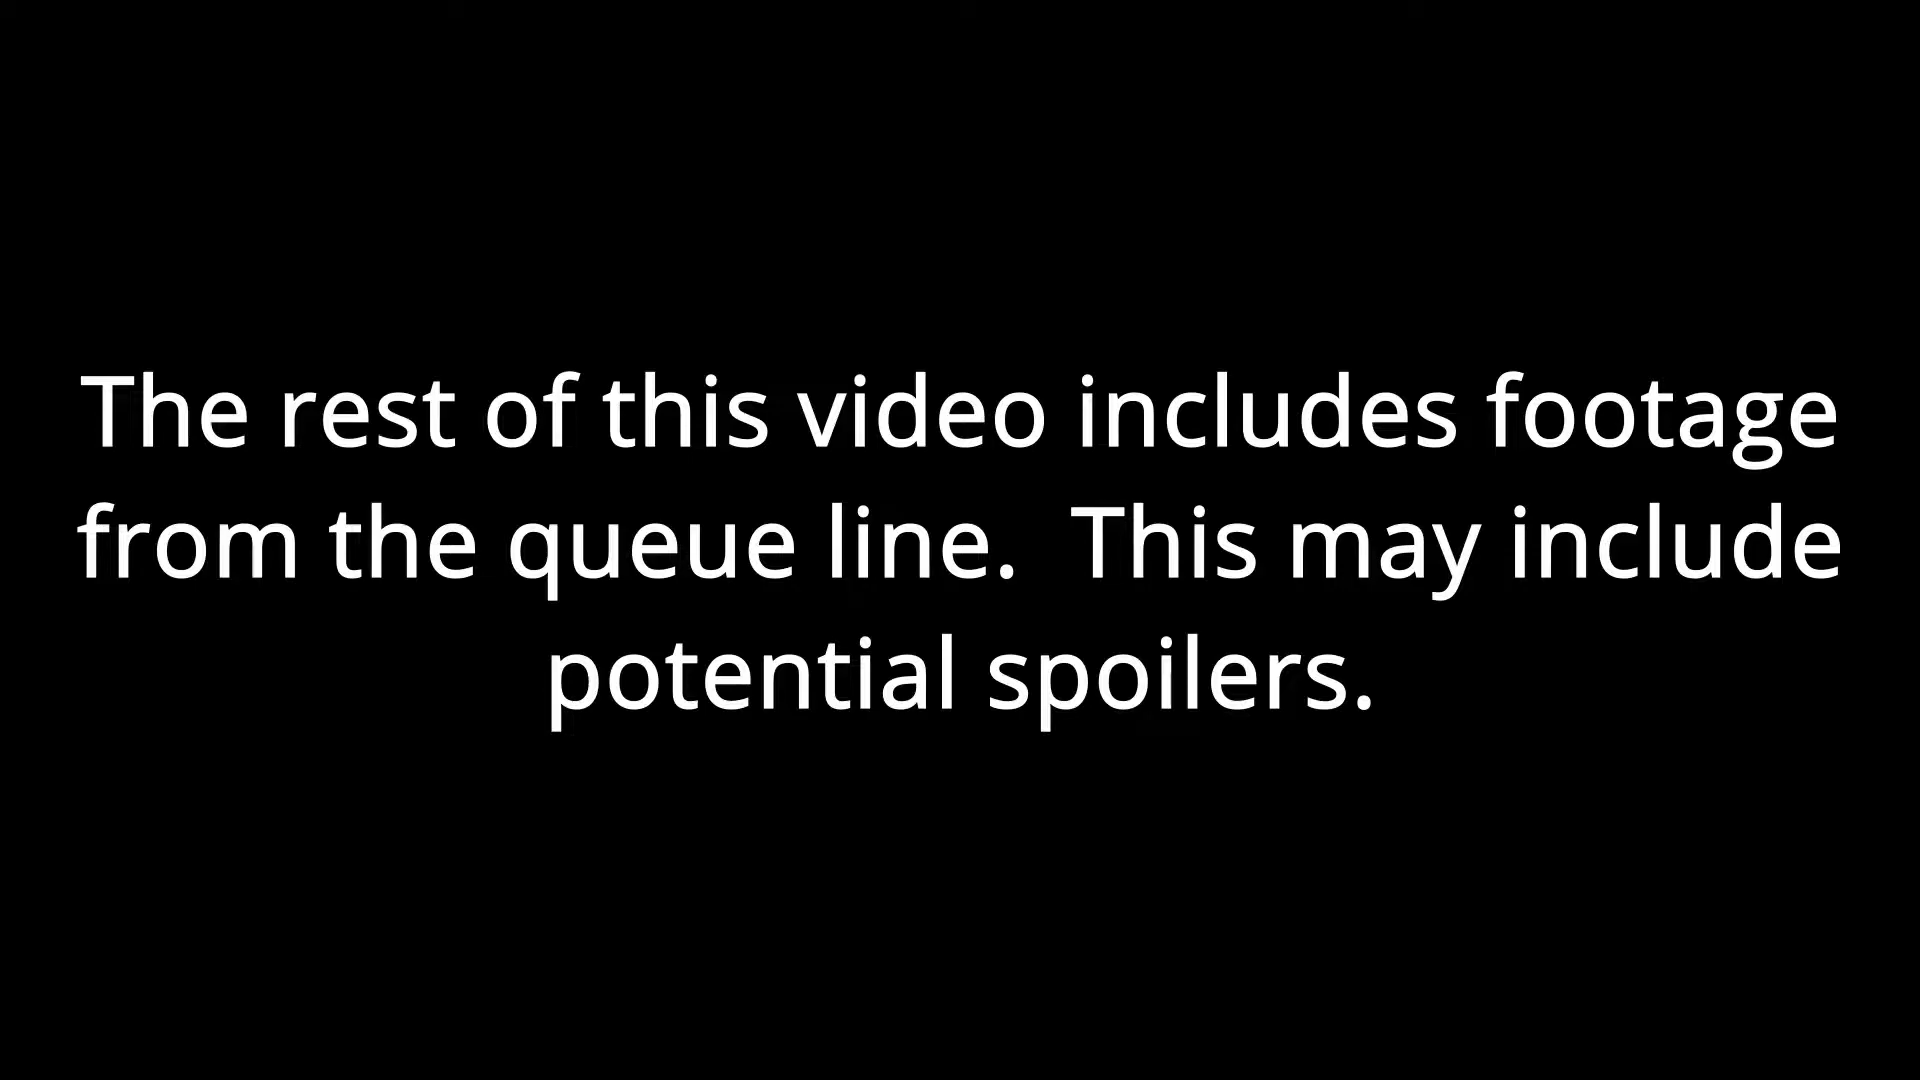 The rest of this video includes footage
from the queue line.  This may include
potential spoilers.